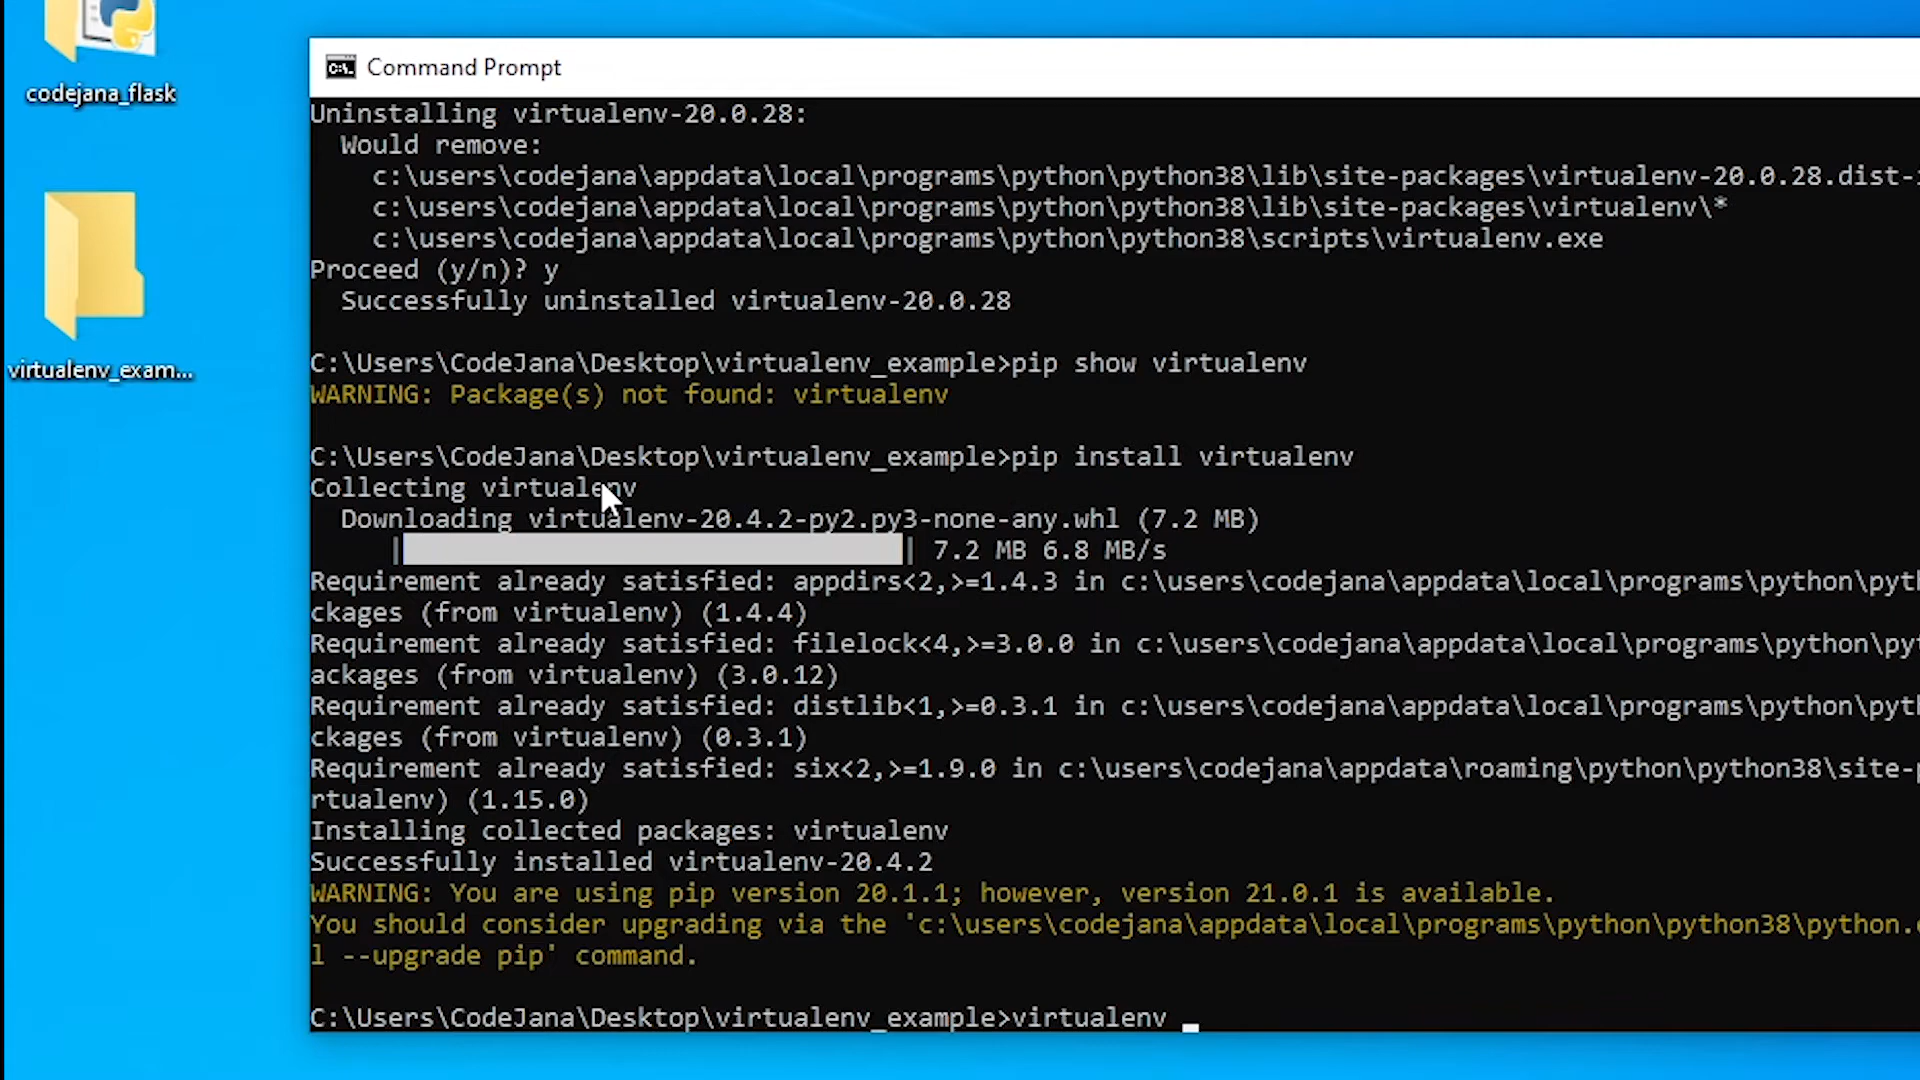 codejana_flask
virtualenv_exam...
Command Prompt
Uninstalling virtualenv-20.0.28:
Would remove:
c:\users\codejana\appdata\local\programs\python\python38\lib\site-packages\virtualenv-20.0.28.dist-
c:\users\codejana\appdata\local\programs\python\python38\lib\site-packages\virtualenv\*
c:\users\codejana\appdata\local\programs\python\python38\scripts\virtualenv.exe
Proceed (y/n)? y
Successfully uninstalled virtualenv-20.0.28
C:\Users\CodeJana\Desktop\virtualenv_example>pip show virtualenv
WARNING: Package(s) not found: virtualenv
C:\Users\CodeJana\Desktop\virtualenv_example>pip install virtualenv
Collecting virtualenv
Downloading virtualenv-20.4.2-py2.py3-none-any.whl (7.2 MB)
| | 7.2 MB 6.8 MB/s
Requirement already satisfied: appdirs<2,>=1.4.3 in c:\users\codejana\appdata\local\programs\python\pyt
ckages (from virtualenv) (1.4.4)
Requirement already satisfied: filelock<4,>=3.0.0 in c:\users\codejana\appdata\local\programs\python\py
ackages (from virtualenv) (3.0.12)
Requirement already satisfied: distlib<1,>=0.3.1 in c:\users\codejana\appdata\local\programs\python\pyt
ckages (from virtualenv) (0.3.1)
Requirement already satisfied: six<2,>=1.9.0 in c:\users\codejana\appdata\roaming\python\python38\site-p
rtualenv) (1.15.0)
Installing collected packages: virtualenv
Successfully installed virtualenv-20.4.2
WARNING: You are using pip version 20.1.1; however, version 21.0.1 is available.
You should consider upgrading via the 'c:\users\codejana\appdata\local\programs\python\python38\python.
l --upgrade pip' command.
C:\Users\CodeJana\Desktop\virtualenv_example>virtualenv